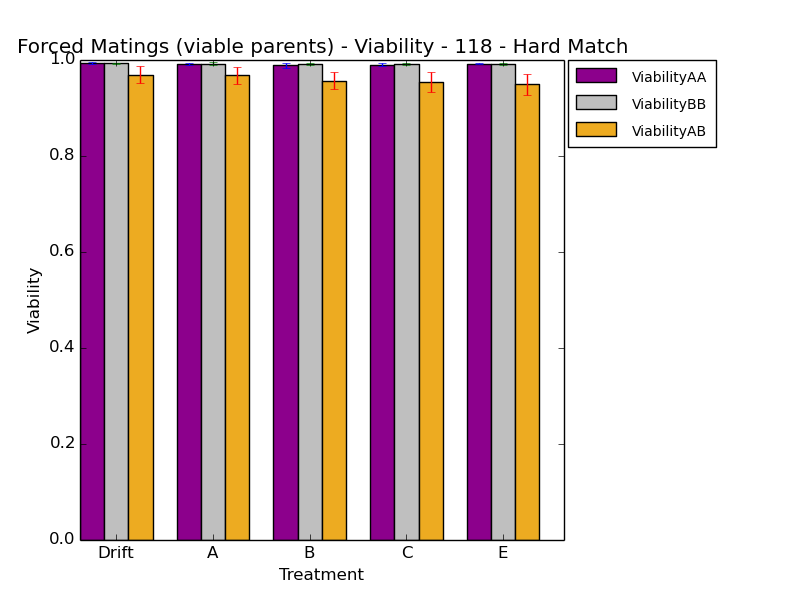 Forced Matings (viable parents) - Viability - 118 - Hard Match
1.0
0.8
0.6
0.4
0.2
0.0
Viability
Drift A B C E
Treatment
ViabilityAA
ViabilityBB
ViabilityAB